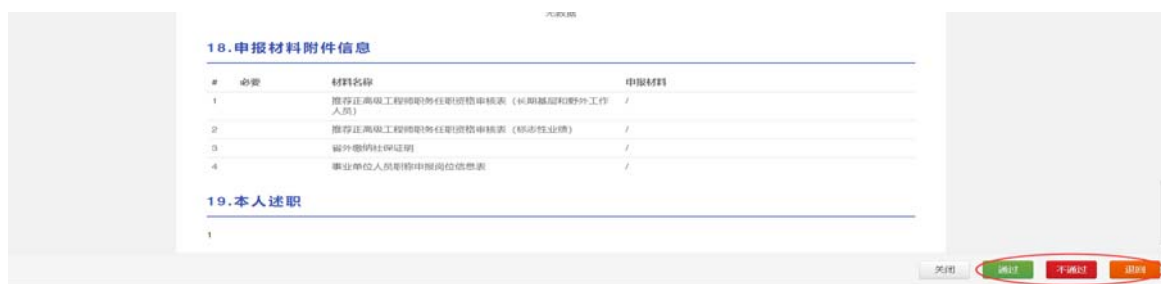 无数据
18.申报材料附件信息
# 必要 材料名称 申报材料
1 推荐正高级工程师职务任职资格审核表（长期基层和野外工作 /
人员）
2 推荐正高级工程师职务任职资格审核表（标志性业绩） /
3 省外缴纳社保证明 /
4 事业单位人员职称申报岗位信息表 /
19.本人述职
1
关闭 通过 不通过 退回